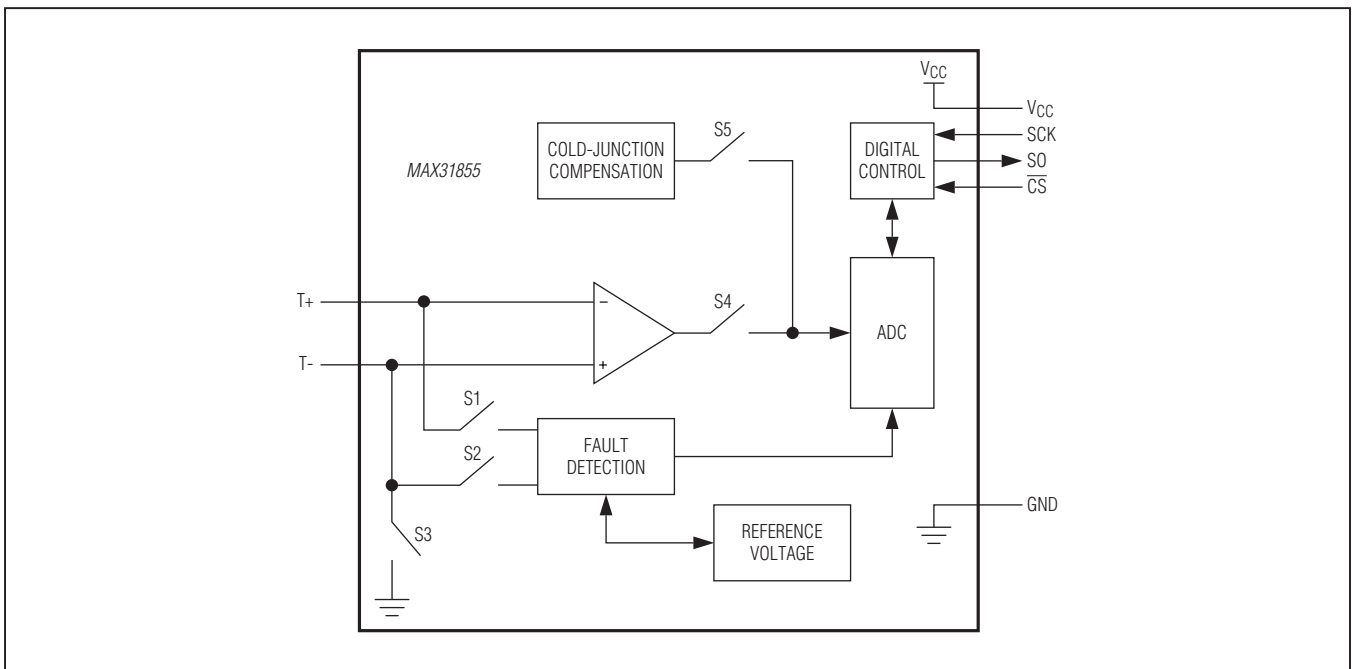 VCC
VCC
SCK
SO
CS
S5
COLD-JUNCTION
COMPENSATION
DIGITAL
CONTROL
MAX31855
T+
−
S4
ADC
T-
+
S1
FAULT
DETECTION
S2
S3
REFERENCE
VOLTAGE
GND